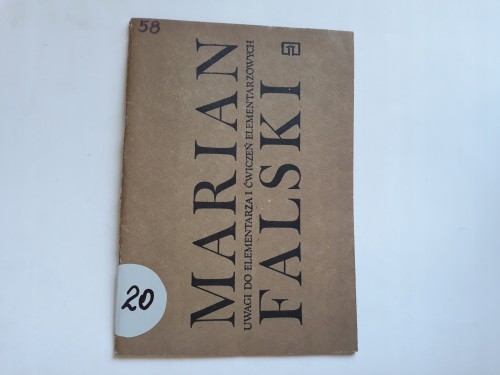 58
MARIAN
UWAGI DO ELEMENTARZA I ĆWICZEŃ ELEMENTARZOWYCH
FALSKI
20